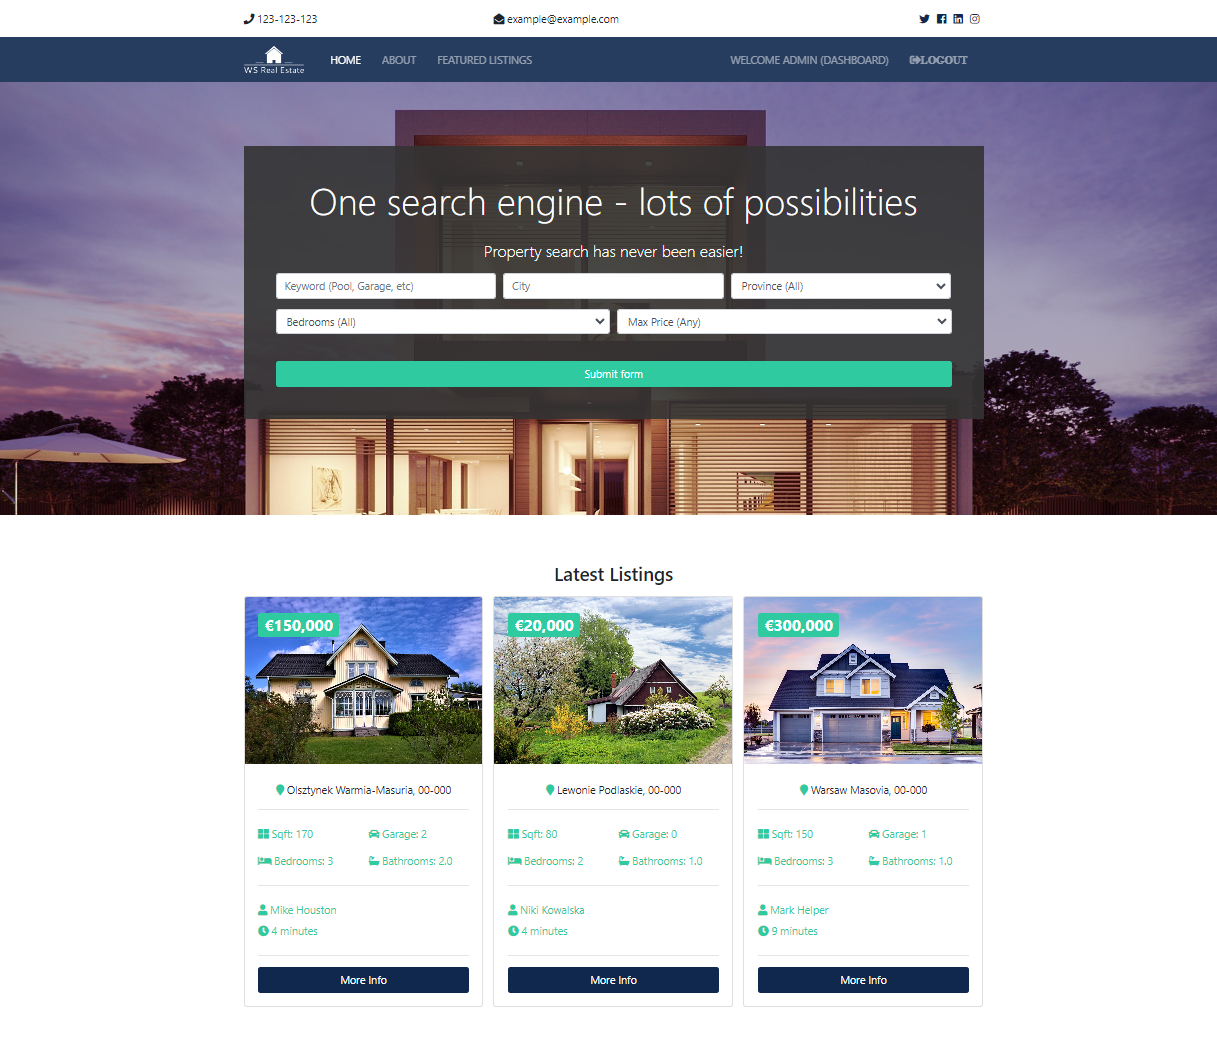 123-123-123
example@example.com
WS Real Estate
HOME
ABOUT
FEATURED LISTINGS
WELCOME ADMIN (DASHBOARD)
LOGOUT
One search engine - lots of possibilities
Property search has never been easier!
Keyword (Pool, Garage, etc)
City
Province (All)
Bedrooms (All)
Max Price (Any)
Submit form
Latest Listings
€150,000
Olsztynek Warmia-Masuria, 00-000
Sqft: 170
Garage: 2
Bedrooms: 3
Bathrooms: 2.0
Mike Houston
4 minutes
More Info
€20,000
Lewonie Podlaskie, 00-000
Sqft: 80
Garage: 0
Bedrooms: 2
Bathrooms: 1.0
Niki Kowalska
4 minutes
More Info
€300,000
Warsaw Masovia, 00-000
Sqft: 150
Garage: 1
Bedrooms: 3
Bathrooms: 1.0
Mark Helper
9 minutes
More Info